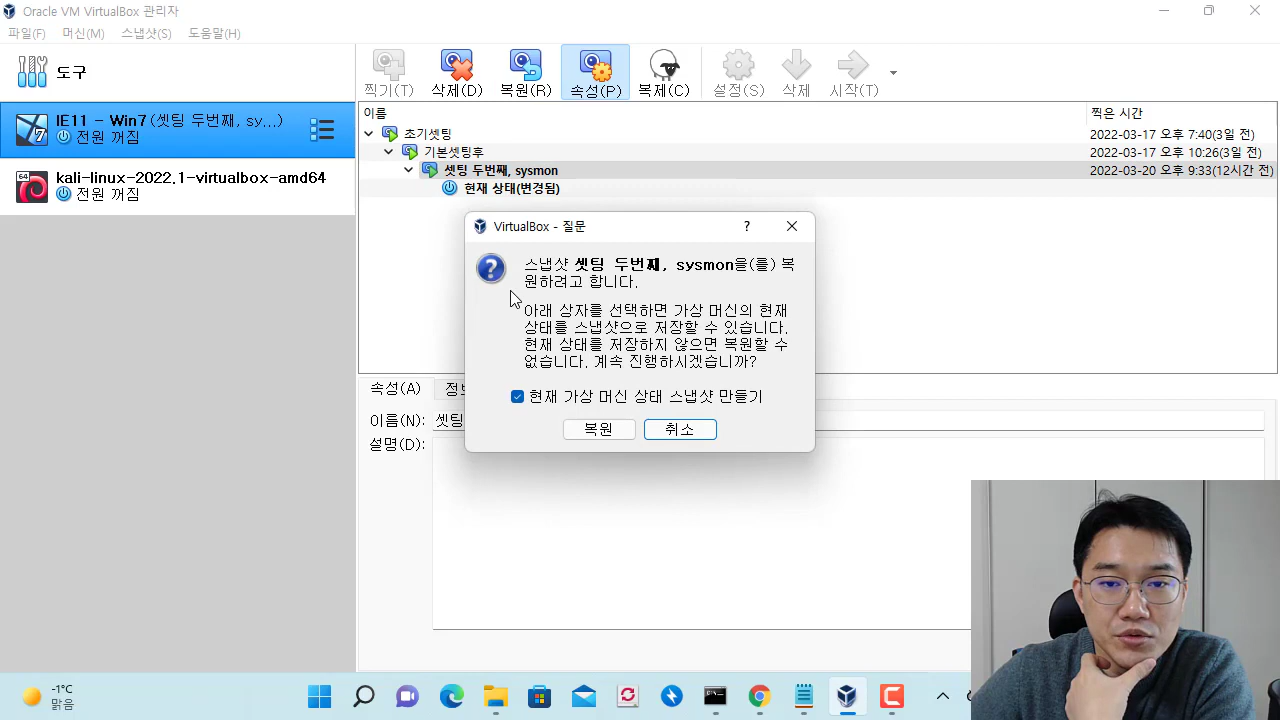 Oracle VM VirtualBox 관리자
파일(F) 머신(M) 스냅샷(S) 도움말(H)
도구
찍기(T) 삭제(D) 복원(R) 속성(P) 복제(C) 설정(S) 삭제 시작(T)
IE11 - Win7 (셋팅 두번째, sy...)
전원 꺼짐
7
64
kali-linux-2022.1-virtualbox-amd64
전원 꺼짐
이름 찍은 시간
초기셋팅 2022-03-17 오후 7:40(3일 전)
기본셋팅후 2022-03-17 오후 10:26(3일 전)
셋팅 두번째, sysmon 2022-03-20 오후 9:33(12시간 전)
현재 상태(변경됨)
VirtualBox - 질문
스냅샷 셋팅 두번째, sysmon을(를) 복
원하려고 합니다.
아래 상자를 선택하면 가상 머신의 현재
상태를 스냅샷으로 저장할 수 있습니다.
현재 상태를 저장하지 않으면 복원할 수
없습니다. 계속 진행하시겠습니까?
현재 가상 머신 상태 스냅샷 만들기
복원 취소
속성(A) 정보
이름(N): 셋팅
설명(D):
-1°C
맑음